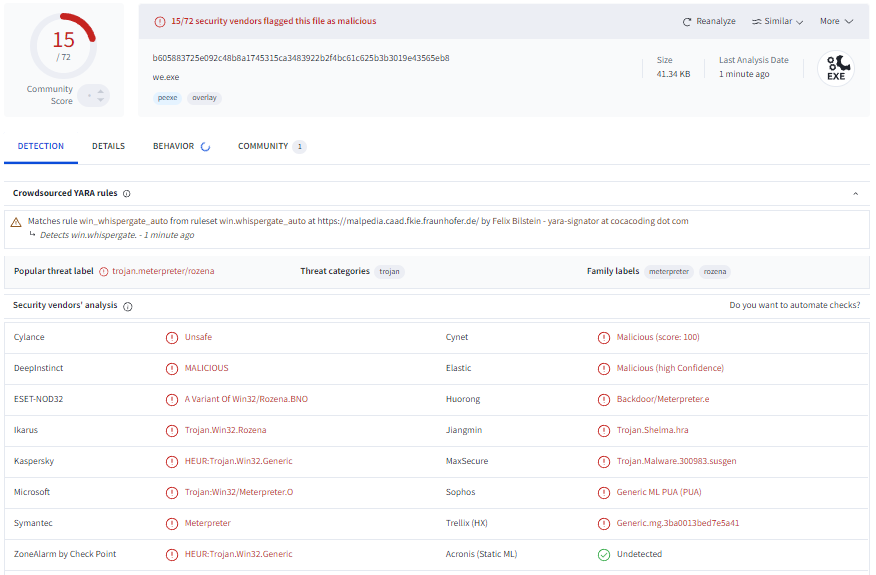 15
/ 72
Community
Score
-
15/72 security vendors flagged this file as malicious
Reanalyze
Similar
More
b605883725e092c48b8a1745315ca3483922b2f4bc61c625b3b3019e43565eb8
we.exe
peexe
overlay
Size
41.34 KB
Last Analysis Date
1 minute ago
EXE
DETECTION
DETAILS
BEHAVIOR
COMMUNITY 1
Crowdsourced YARA rules
Matches rule win_whispergate_auto from ruleset win.whispergate_auto at https://malpedia.caad.fkie.fraunhofer.de/ by Felix Bilstein - yara-signator at cocacoding dot com
Detects win.whispergate. - 1 minute ago
Popular threat label trojan.meterpreter/rozena
Threat categories trojan
Family labels meterpreter rozena
Security vendors' analysis
Do you want to automate checks?
Cylance Unsafe Cynet Malicious (score: 100)
DeepInstinct MALICIOUS Elastic Malicious (high Confidence)
ESET-NOD32 A Variant Of Win32/Rozena.BNO Huorong Backdoor/Meterpreter.e
Ikarus Trojan.Win32.Rozena Jiangmin Trojan.Shelma.hra
Kaspersky HEUR:Trojan.Win32.Generic MaxSecure Trojan.Malware.300983.susgen
Microsoft Trojan:Win32/Meterpreter.O Sophos Generic ML PUA (PUA)
Symantec Meterpreter Trellix (HX) Generic.mg.3ba0013bed7e5a41
ZoneAlarm by Check Point HEUR:Trojan.Win32.Generic Acronis (Static ML) Undetected